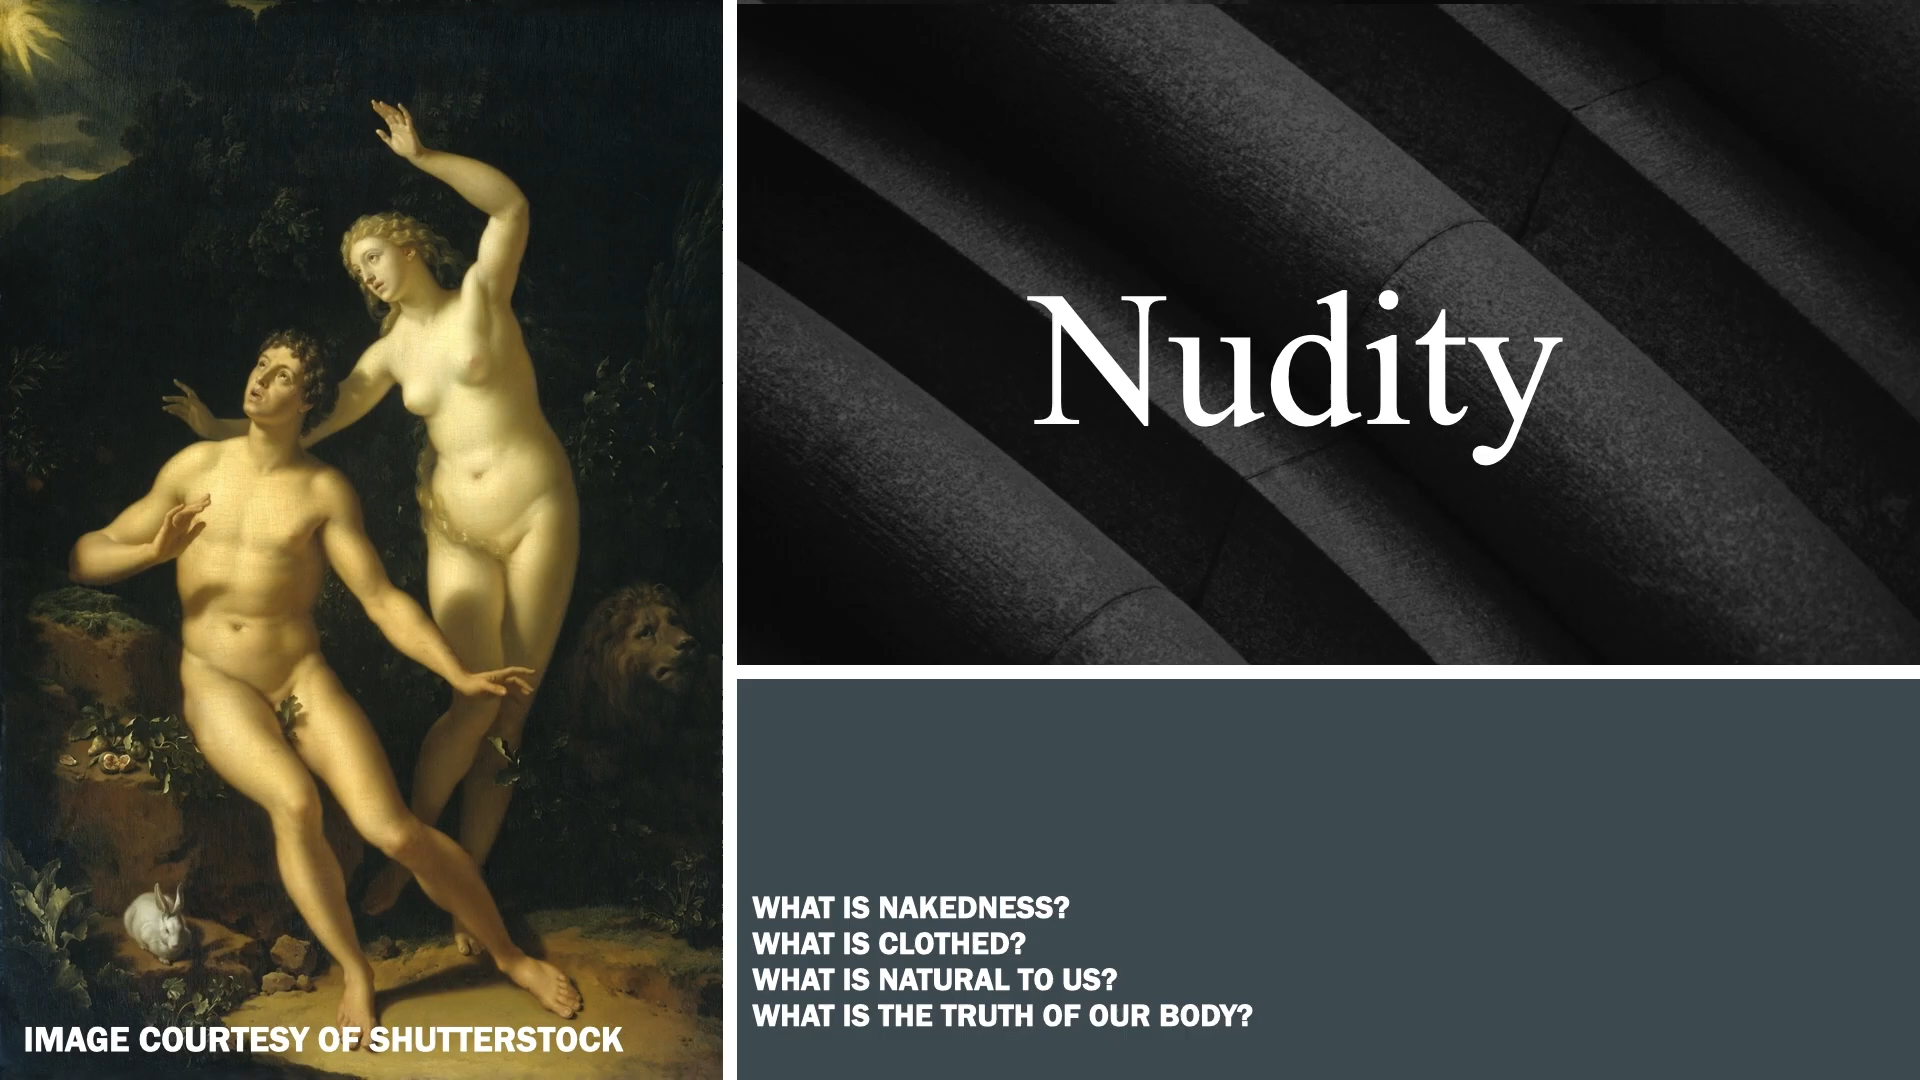 Nudity
WHAT IS NAKEDNESS?
WHAT IS CLOTHED?
WHAT IS NATURAL TO US?
WHAT IS THE TRUTH OF OUR BODY?
IMAGE COURTESY OF SHUTTERSTOCK